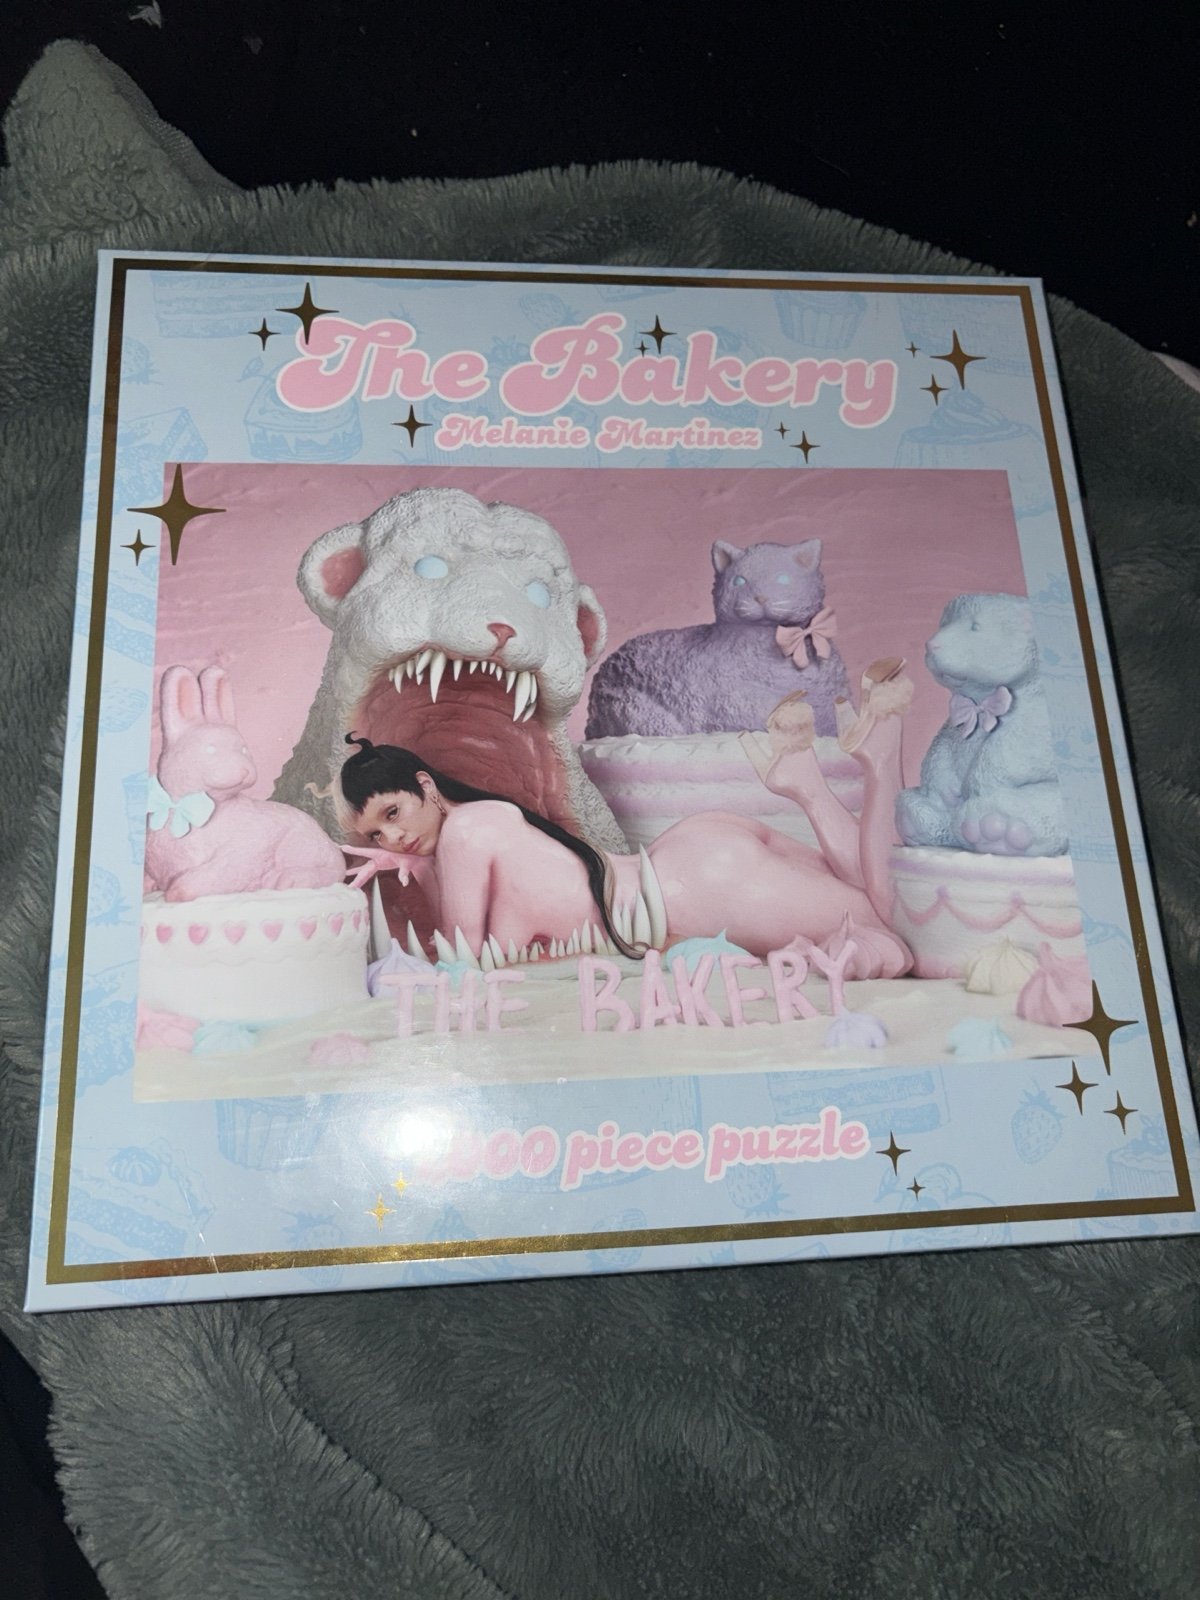 The Bakery
Melanie Martinez
THE BAKERY
piece puzzle